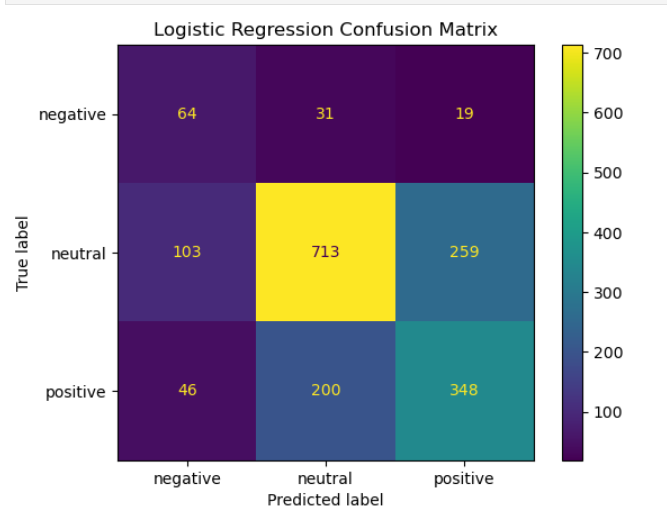 Logistic Regression Confusion Matrix
700
negative 64 31 19
600
500
neutral 103 713 259
400
300
positive 46 200 348
200
100
negative neutral positive
Predicted label
True label